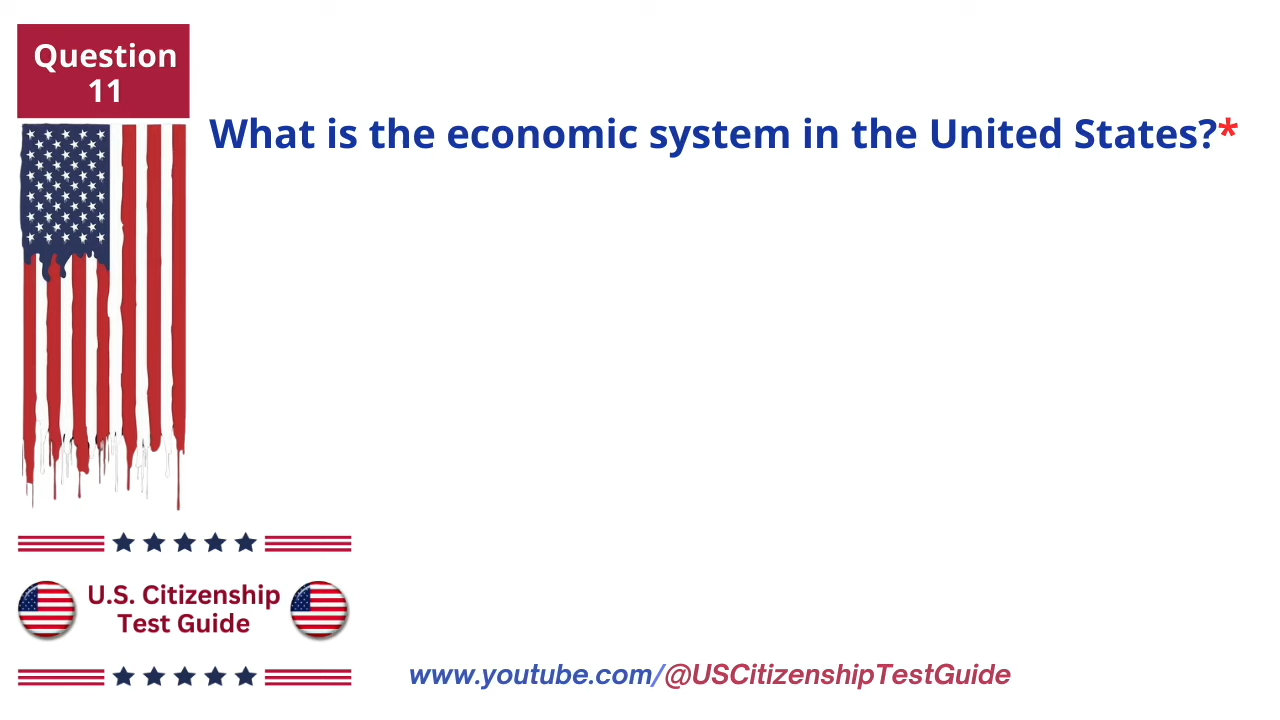 Question
11
What is the economic system in the United States?*
U.S. Citizenship
Test Guide
www.youtube.com/@USCitizenshipTestGuide